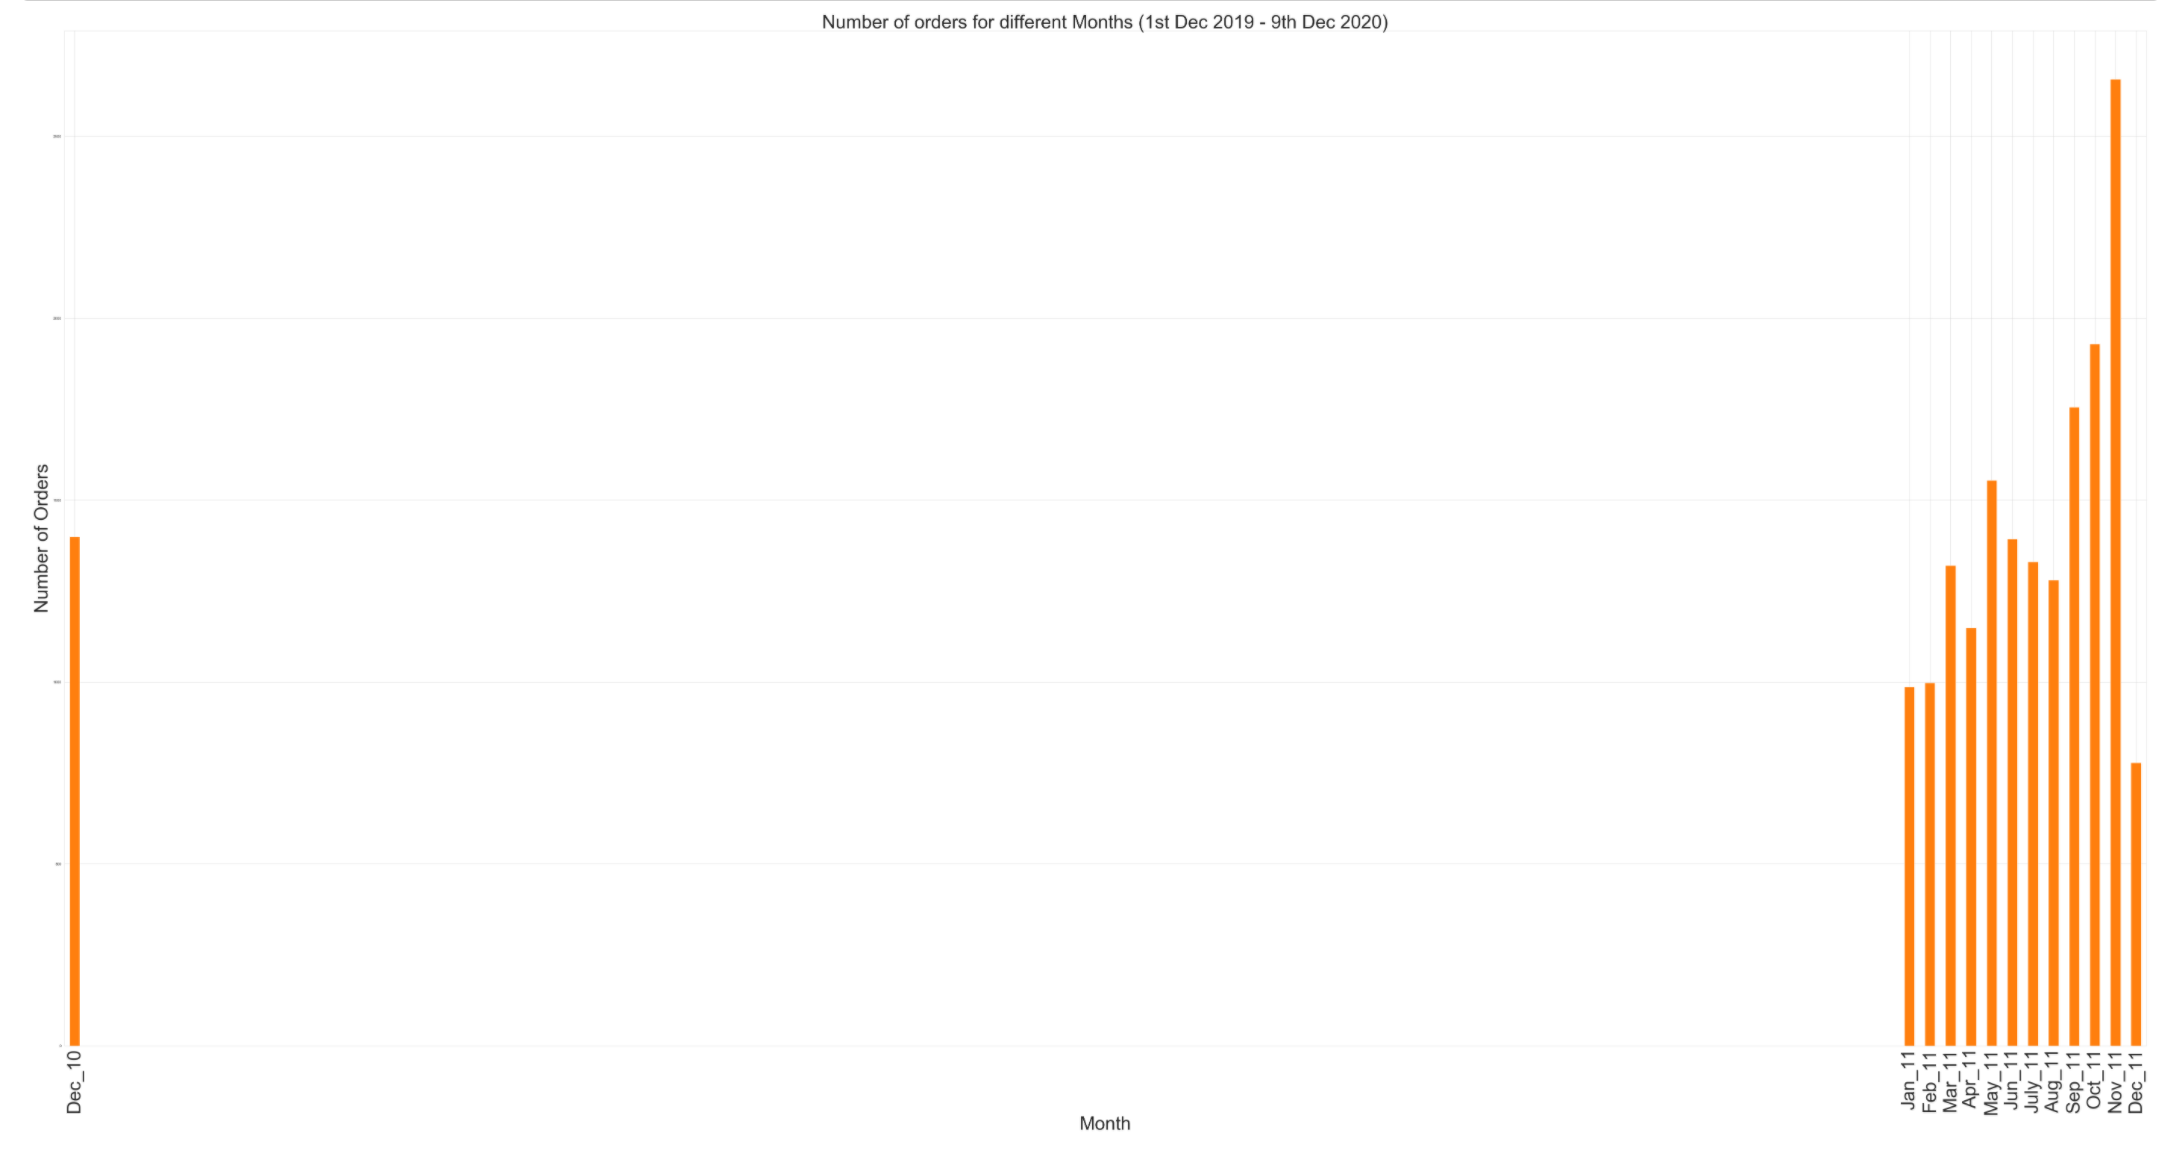 Number of orders for different Months (1st Dec 2019 - 9th Dec 2020)
Number of Orders
Dec_10
Jan_11
Feb_11
Mar_11
Apr_11
May_11
Jun_11
July_11
Aug_11
Sep_11
Oct_11
Nov_11
Dec_11
Month